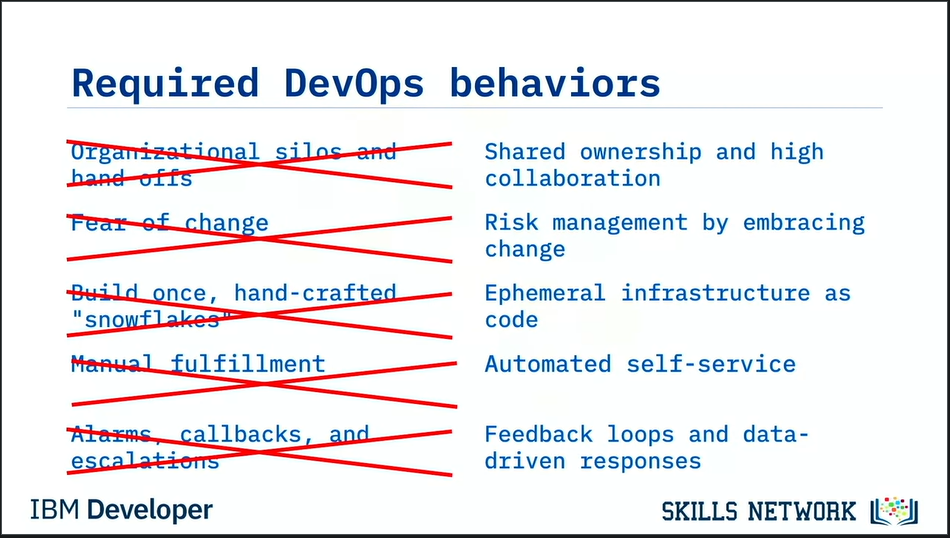 Required DevOps behaviors
Organizational silos and
hand offs
Shared ownership and high
collaboration
Fear of change
Risk management by embracing
change
Build once, hand-crafted
"snowflakes"
Ephemeral infrastructure as
code
Manual fulfillment
Automated self-service
Alarms, callbacks, and
escalations
Feedback loops and data-
driven responses
IBM Developer
SKILLS NETWORK